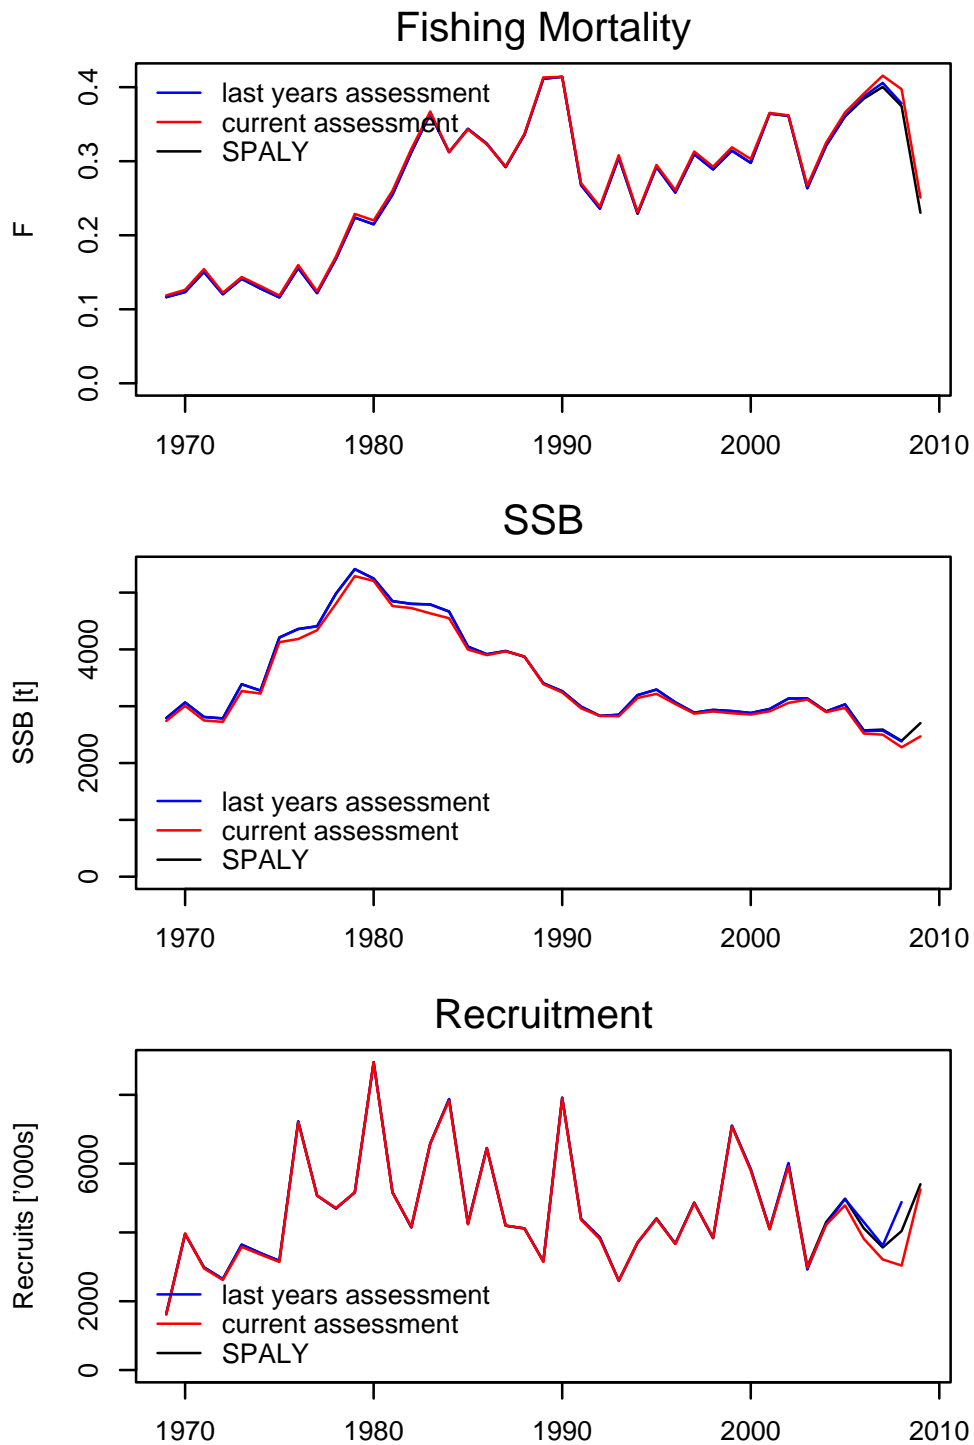 Fishing Mortality
F
0.4
0.3
0.2
0.1
0.0
last years assessment
current assessment
SPALY
1970 1980 1990 2000 2010
SSB
SSB [t]
4000
2000
0
last years assessment
current assessment
SPALY
1970 1980 1990 2000 2010
Recruitment
Recruits ['000s]
6000
2000
0
last years assessment
current assessment
SPALY
1970 1980 1990 2000 2010